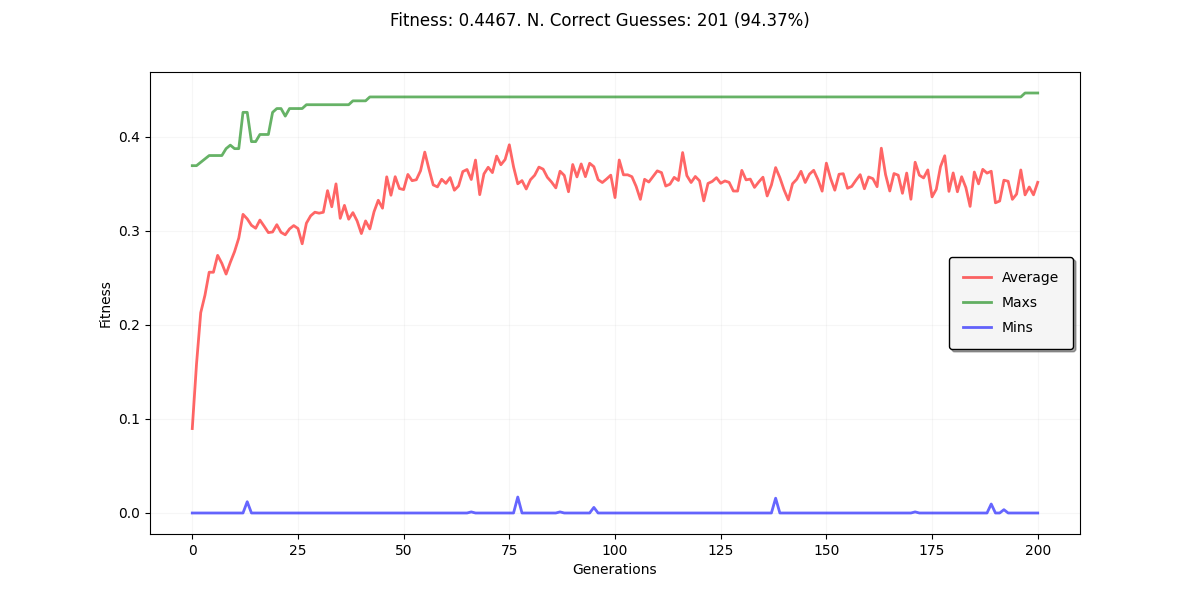 Fitness: 0.4467. N. Correct Guesses: 201 (94.37%)
0.4
0.3
0.2
0.1
0.0
Fitness
Average
Maxs
Mins
0 25 50 75 100 125 150 175 200
Generations